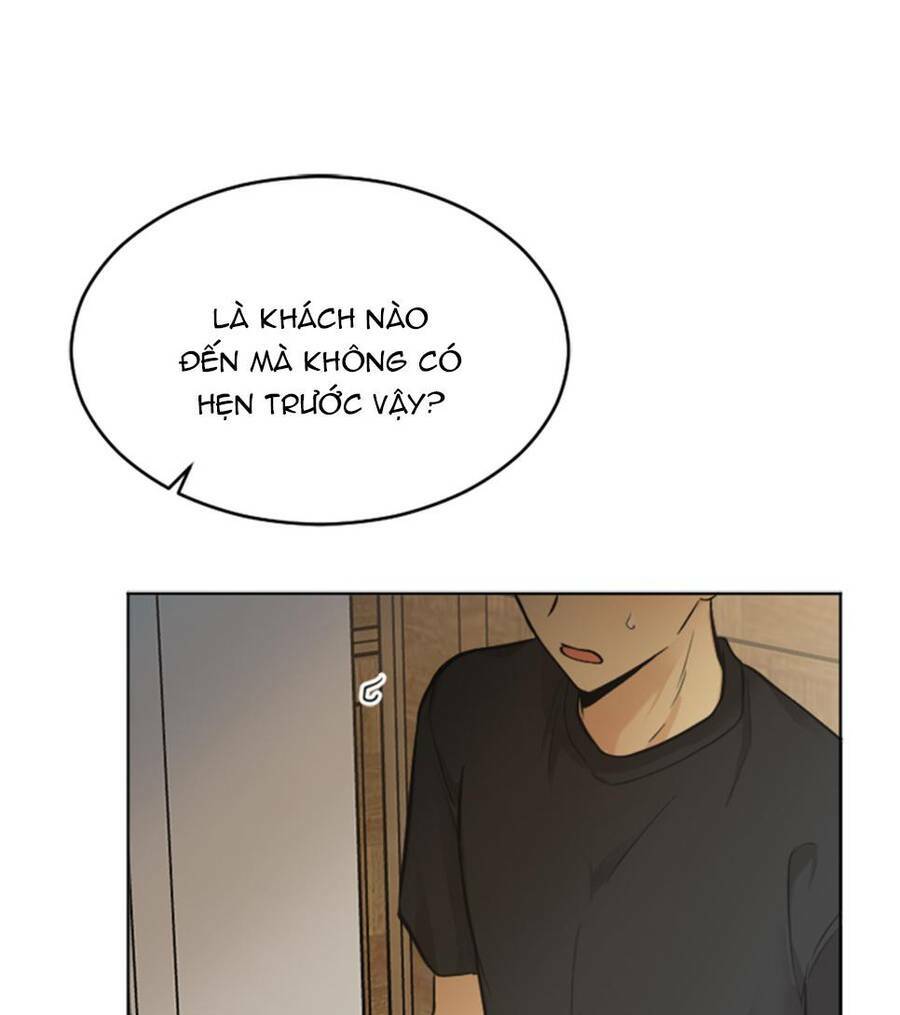 LÀ KHÁCH NÀO
ĐẾN MÀ KHÔNG CÓ
HẸN TRƯỚC VẬY?